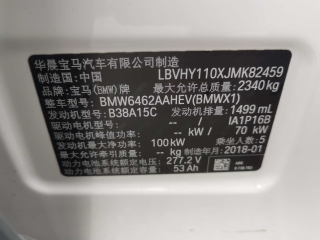 华晨宝马汽车有限公司制造
制造国:中国 LBVHY110XJMK82459
最大允许总质量: 2340kg
品牌: 宝马(BMW)牌
整车型号: BMW6462AAHEV(BMWX1)
发动机型号: B38A15C 发动机排量: 1499 mL
驱动电机型号: IA1P16B
驱动电机峰值功率: -- / 70 kW
发动机最大净功率: 100kW 乘坐人数: 5
最大允许牵引质量: -- kg 制造年月: 2018-01
动力电池系统额定电压: 277.2 V
动力电池系统额定容量: 53 Ah